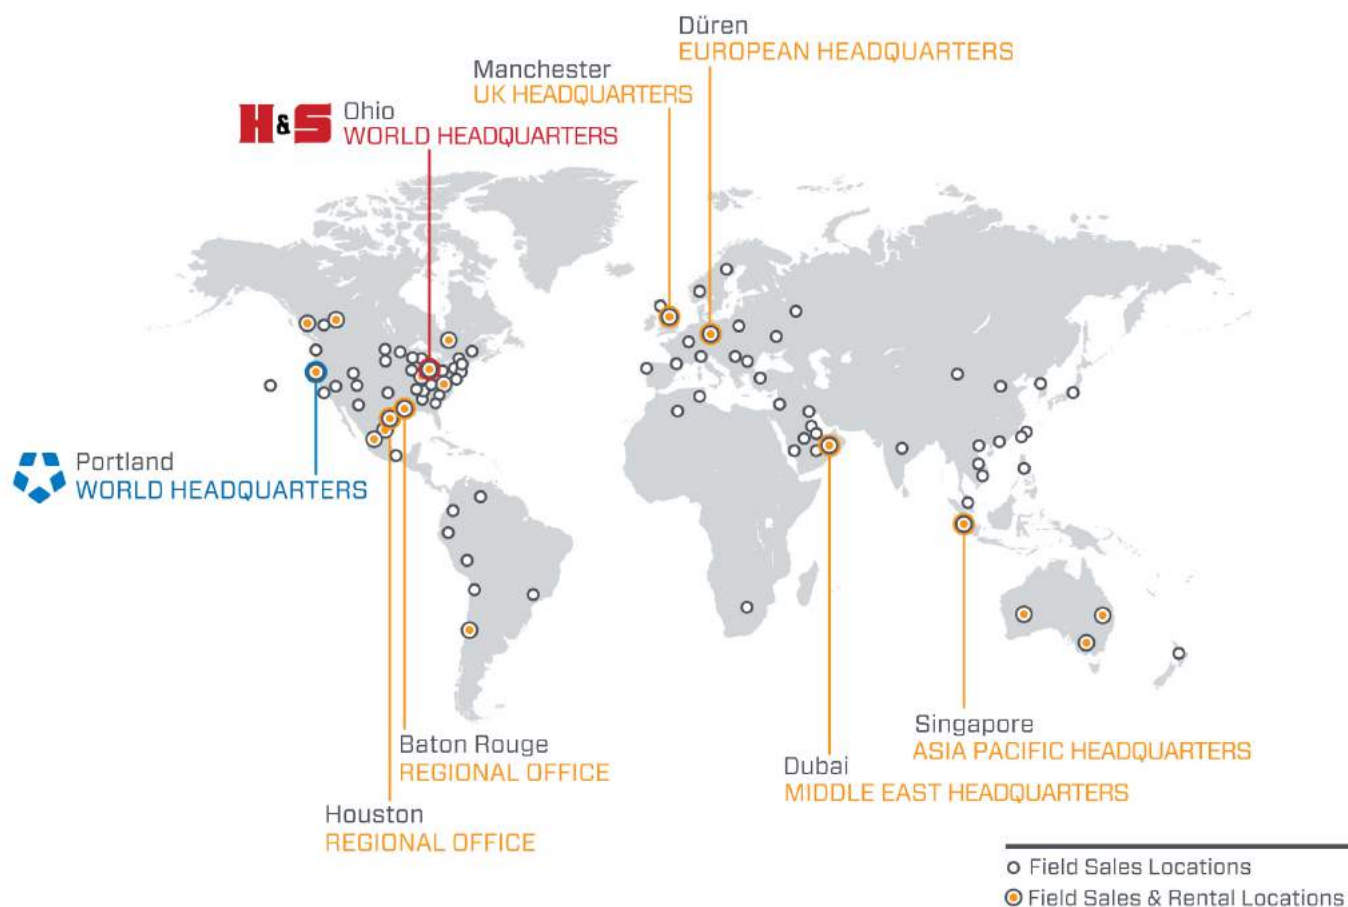 Düren
EUROPEAN HEADQUARTERS
Manchester
UK HEADQUARTERS
H&S
Ohio
WORLD HEADQUARTERS
Portland
WORLD HEADQUARTERS
Baton Rouge
REGIONAL OFFICE
Houston
REGIONAL OFFICE
Dubai
MIDDLE EAST HEADQUARTERS
Singapore
ASIA PACIFIC HEADQUARTERS
Field Sales Locations
Field Sales & Rental Locations